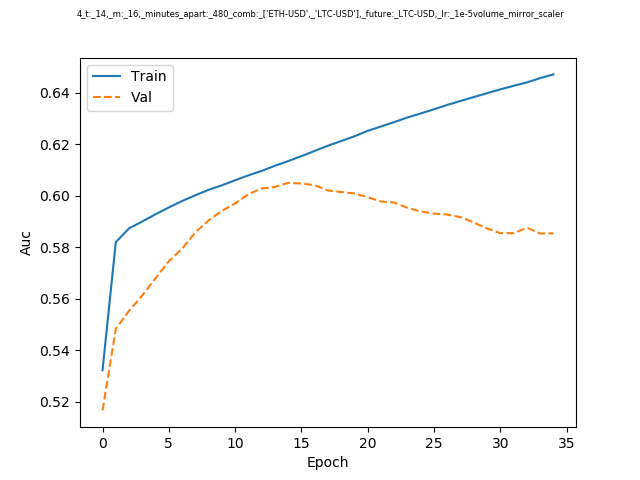 4_t:_14,_m:_16,_minutes_apart:_480_comb:_['ETH-USD',_'LTC-USD'],_future:_LTC-USD,_lr:_1e-5volume_mirror_scaler
Train
Val
0.64
0.62
0.60
0.58
0.56
0.54
0.52
Auc
0 5 10 15 20 25 30 35
Epoch